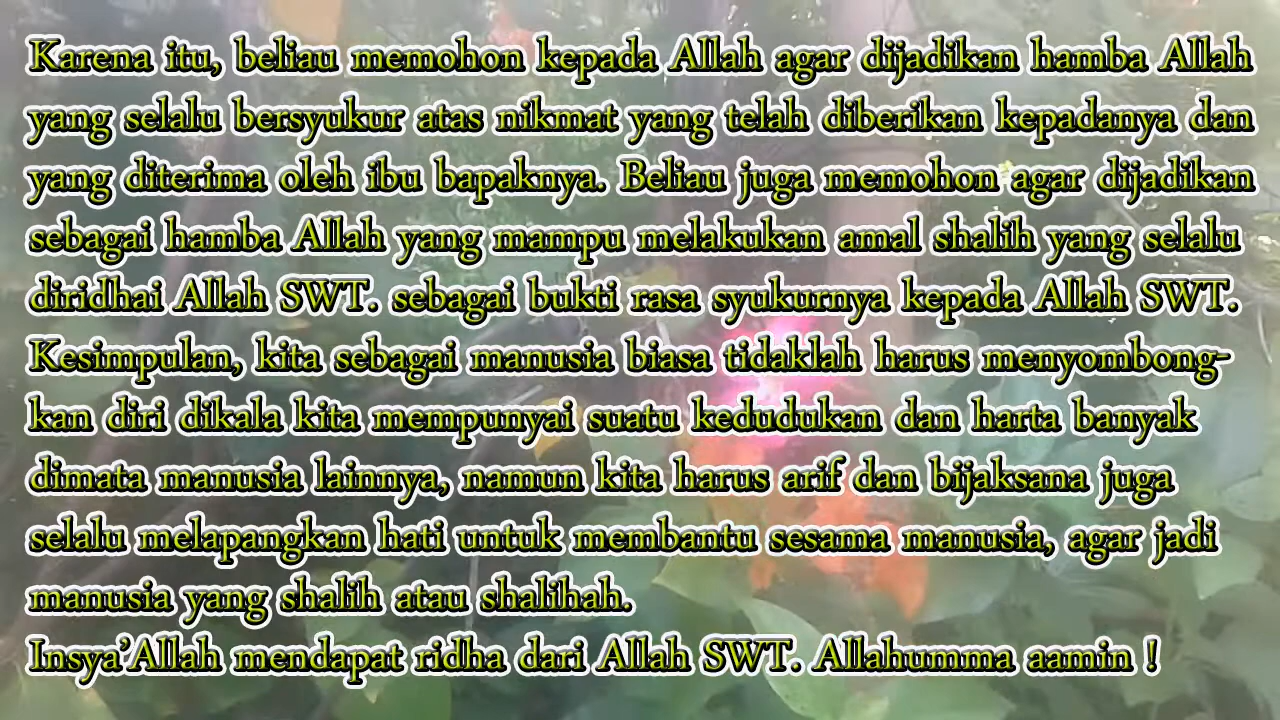 Karena itu, beliau memohon kepada Allah agar dijadikan hamba Allah
yang selalu bersyukur atas nikmat yang telah diberikan kepadanya dan
yang diterima oleh ibu bapaknya. Beliau juga memohon agar dijadikan
sebagai hamba Allah yang mampu melakukan amal shalih yang selalu
diridhai Allah SWT. sebagai bukti rasa syukurnya kepada Allah SWT.
Kesimpulan, kita sebagai manusia biasa tidaklah harus menyombong-
kan diri dikala kita mempunyai suatu kedudukan dan harta banyak
dimata manusia lainnya, namun kita harus arif dan bijaksana juga
selalu melapangkan hati untuk membantu sesama manusia, agar jadi
manusia yang shalih atau shalihah.
Insya’Allah mendapat ridha dari Allah SWT. Allahumma aamin !